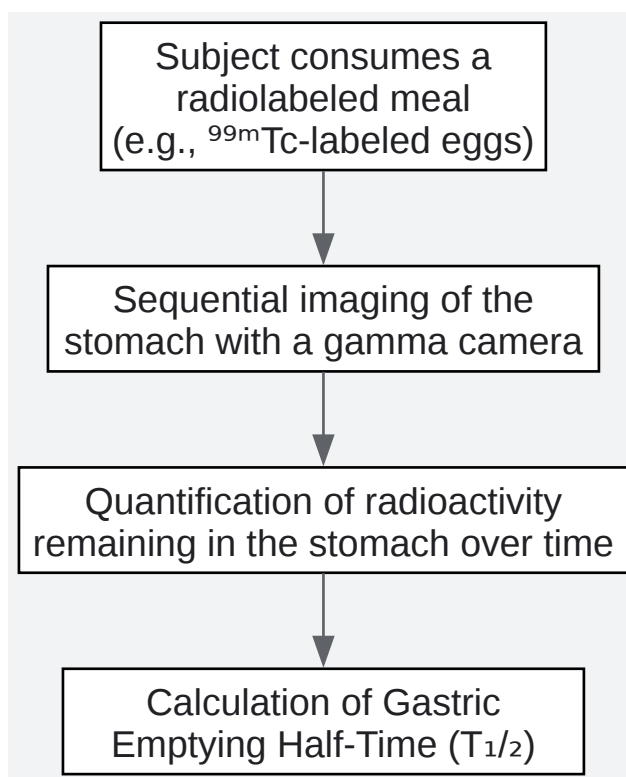 Subject consumes a
radiolabeled meal
(e.g., ⁹⁹ᵐTc-labeled eggs)
Sequential imaging of the
stomach with a gamma camera
Quantification of radioactivity
remaining in the stomach over time
Calculation of Gastric
Emptying Half-Time (T₁/₂)